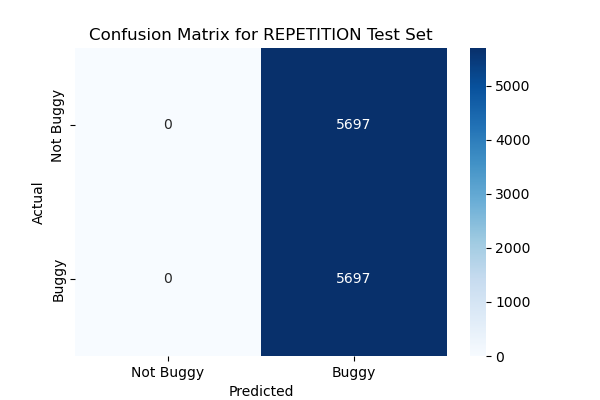 Confusion Matrix for REPETITION Test Set
Actual
Not Buggy
Buggy
0
5697
0
5697
Not Buggy
Buggy
Predicted
5000
4000
3000
2000
1000
0